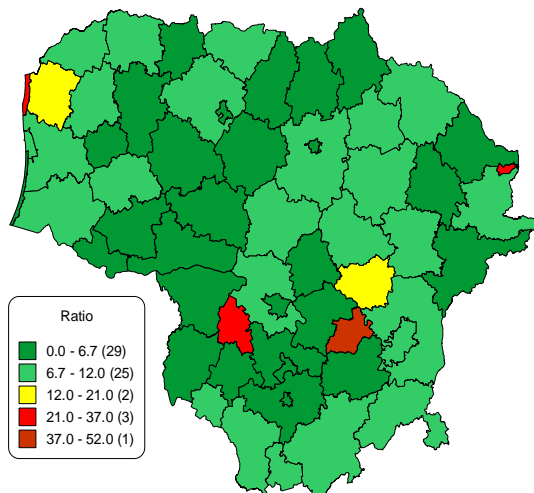 Ratio
0.0 - 6.7 (29)
6.7 - 12.0 (25)
12.0 - 21.0 (2)
21.0 - 37.0 (3)
37.0 - 52.0 (1)